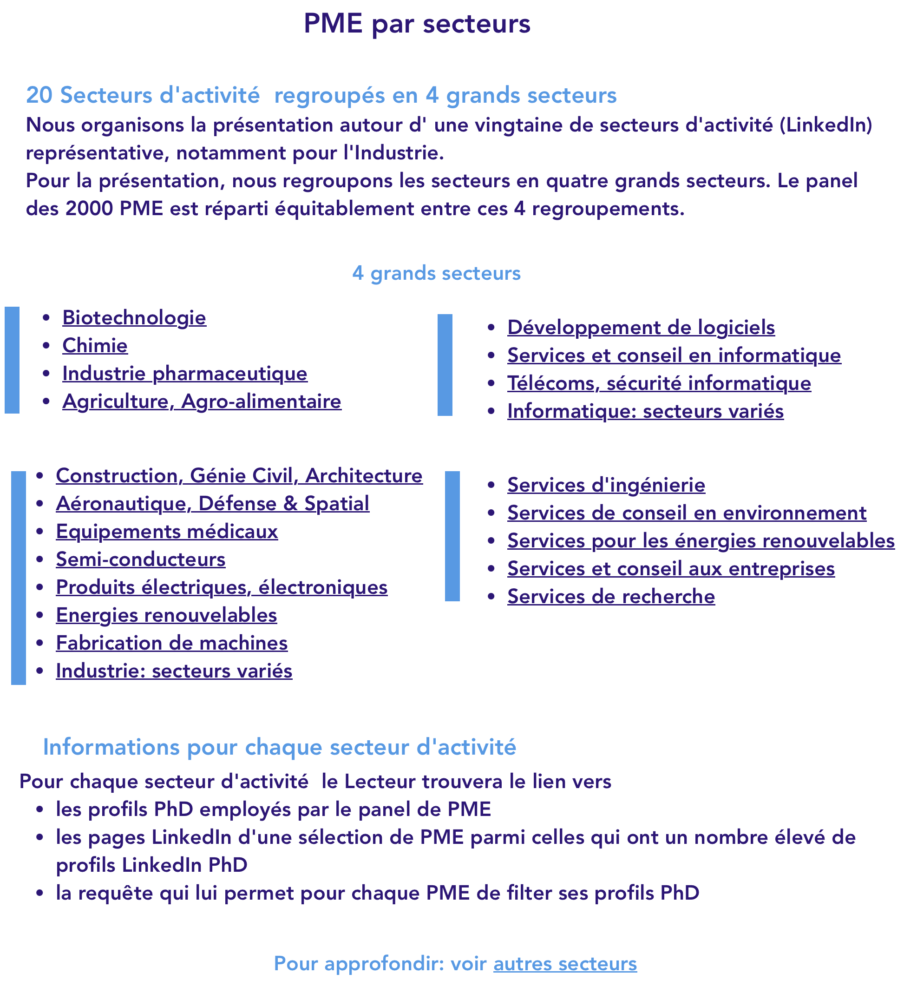 PME par secteurs
20 Secteurs d'activité  regroupés en 4 grands secteurs
Nous organisons la présentation autour d' une vingtaine de secteurs d'activité (LinkedIn)
représentative, notamment pour l'Industrie.
Pour la présentation, nous regroupons les secteurs en quatre grands secteurs. Le panel
des 2000 PME est réparti équitablement entre ces 4 regroupements.
4 grands secteurs
• Biotechnologie
• Chimie
• Industrie pharmaceutique
• Agriculture, Agro-alimentaire
• Développement de logiciels
• Services et conseil en informatique
• Télécoms, sécurité informatique
• Informatique: secteurs variés
• Construction, Génie Civil, Architecture
• Aéronautique, Défense & Spatial
• Equipements médicaux
• Semi-conducteurs
• Produits électriques, électroniques
• Energies renouvelables
• Fabrication de machines
• Industrie: secteurs variés
• Services d'ingénierie
• Services de conseil en environnement
• Services pour les énergies renouvelables
• Services et conseil aux entreprises
• Services de recherche
Informations pour chaque secteur d'activité
Pour chaque secteur d'activité  le Lecteur trouvera le lien vers
• les profils PhD employés par le panel de PME
• les pages LinkedIn d'une sélection de PME parmi celles qui ont un nombre élevé de
profils LinkedIn PhD
• la requête qui lui permet pour chaque PME de filter ses profils PhD
Pour approfondir: voir autres secteurs